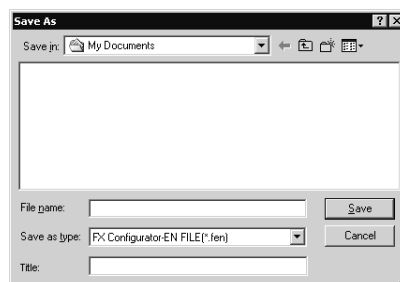 Save As
Save in: My Documents
File name:
Save
Save as type: FX Configurator-EN FILE(*.fen)
Cancel
Title: